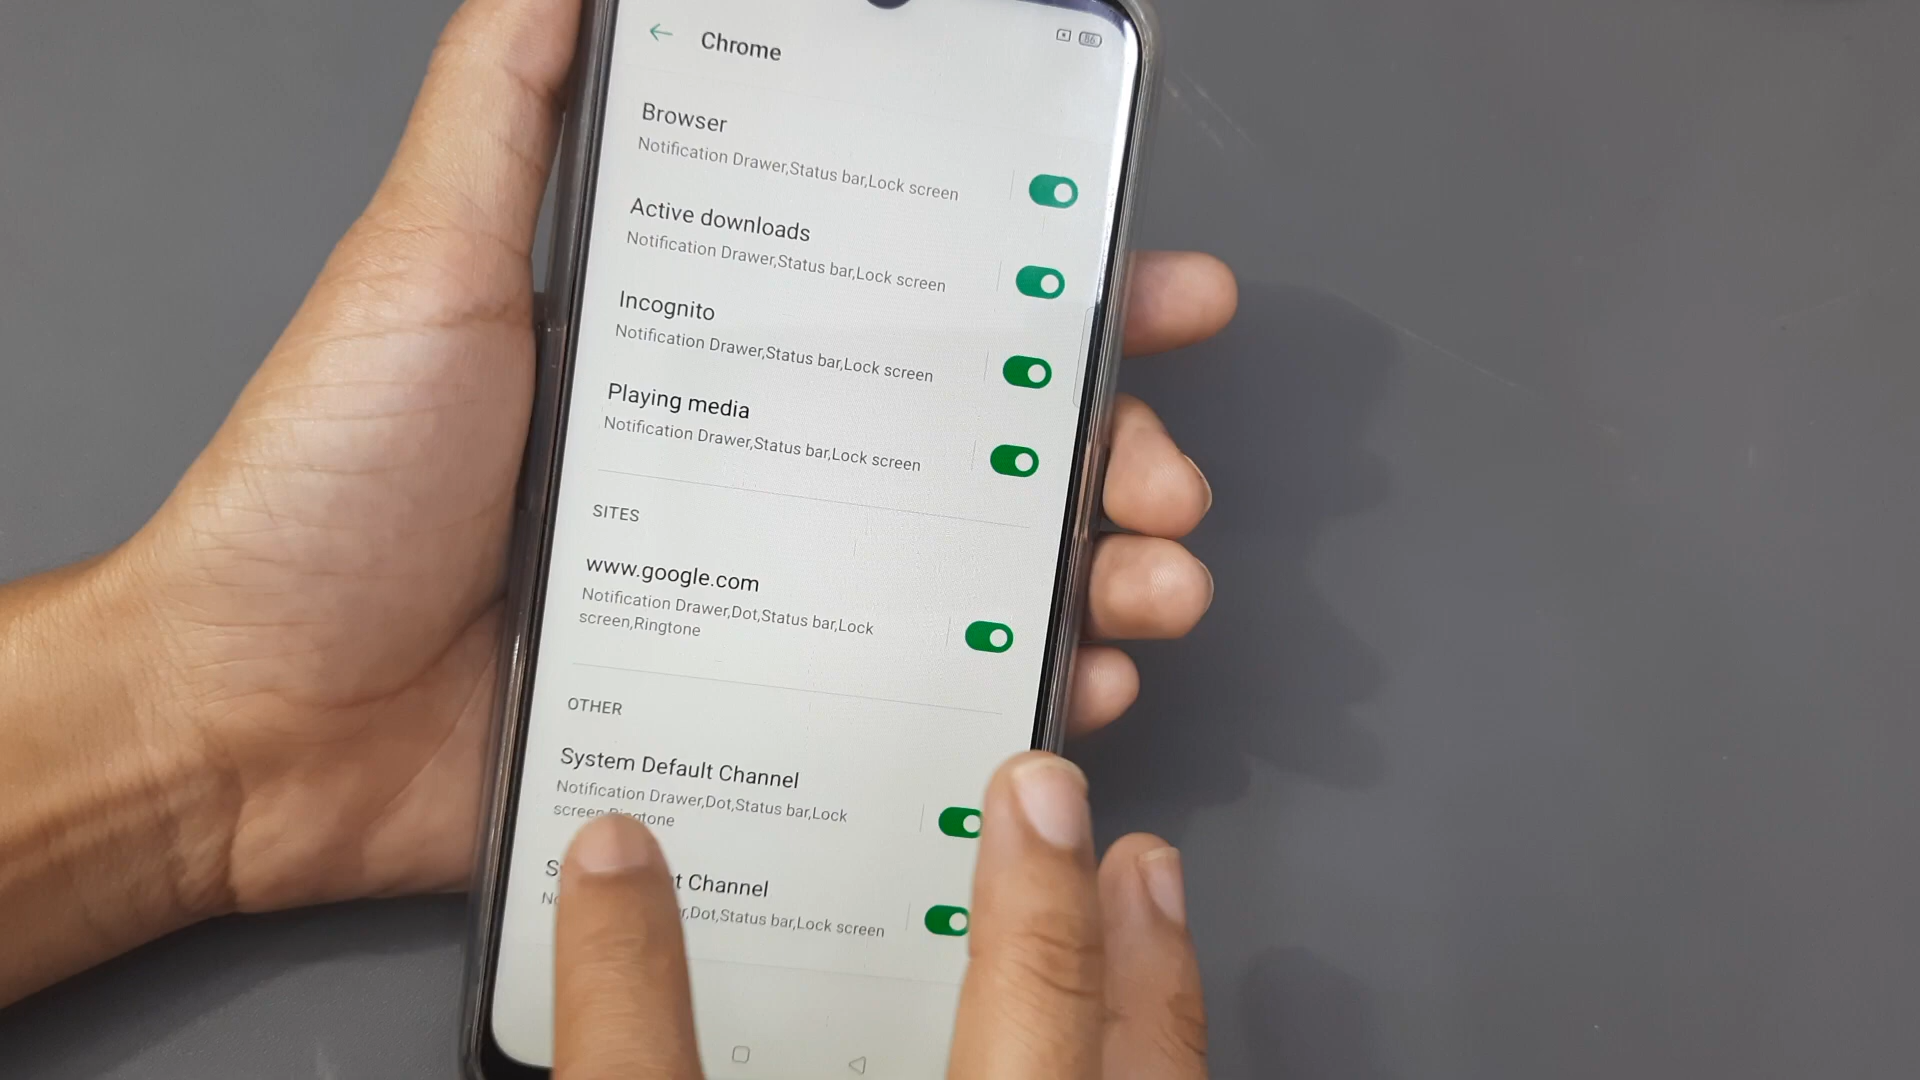 Chrome
86
Browser
Notification Drawer,Status bar,Lock screen
Active downloads
Notification Drawer,Status bar,Lock screen
Incognito
Notification Drawer,Status bar,Lock screen
Playing media
Notification Drawer,Status bar,Lock screen
SITES
www.google.com
Notification Drawer,Dot,Status bar,Lock
screen,Ringtone
OTHER
System Default Channel
Notification Drawer,Dot,Status bar,Lock
screen,Ringtone
Channel
Dot,Status bar,Lock screen